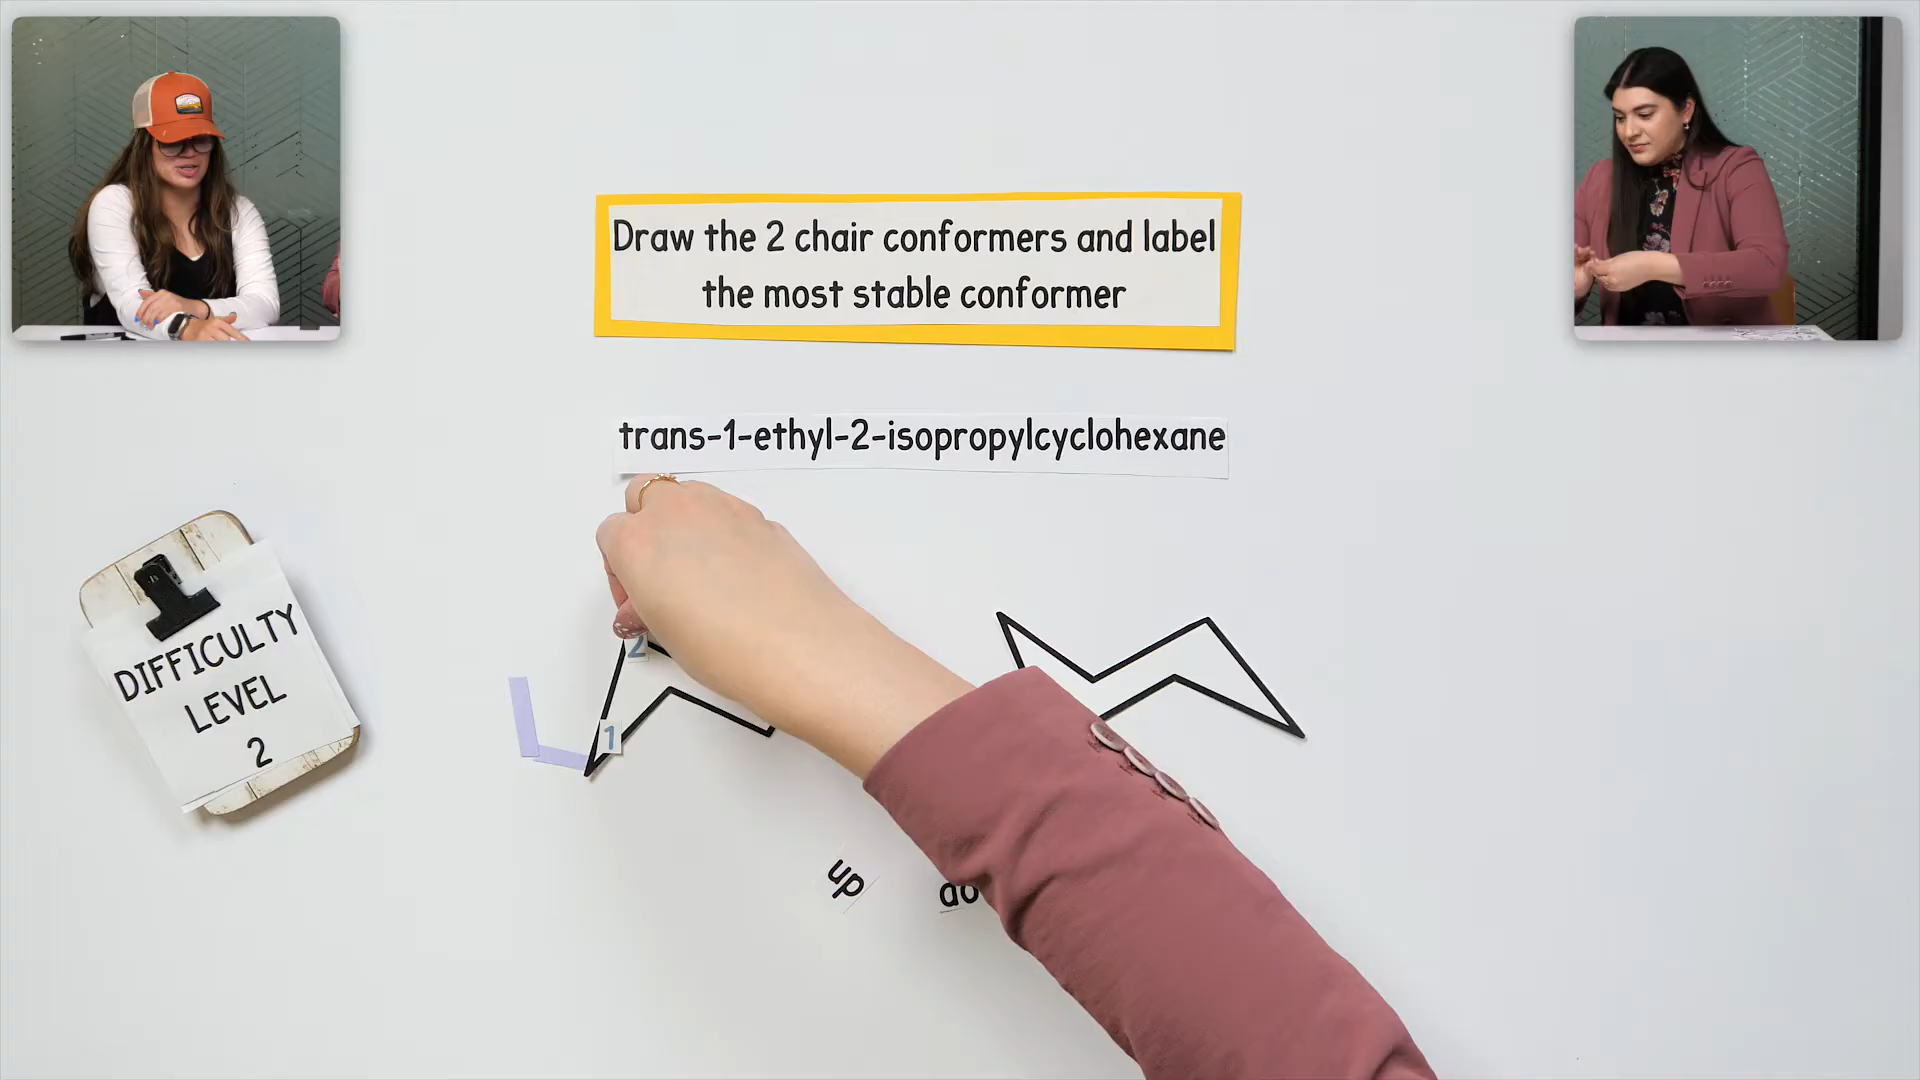 Draw the 2 chair conformers and label
the most stable conformer
trans-1-ethyl-2-isopropylcyclohexane
DIFFICULTY
LEVEL
2
2
1
up